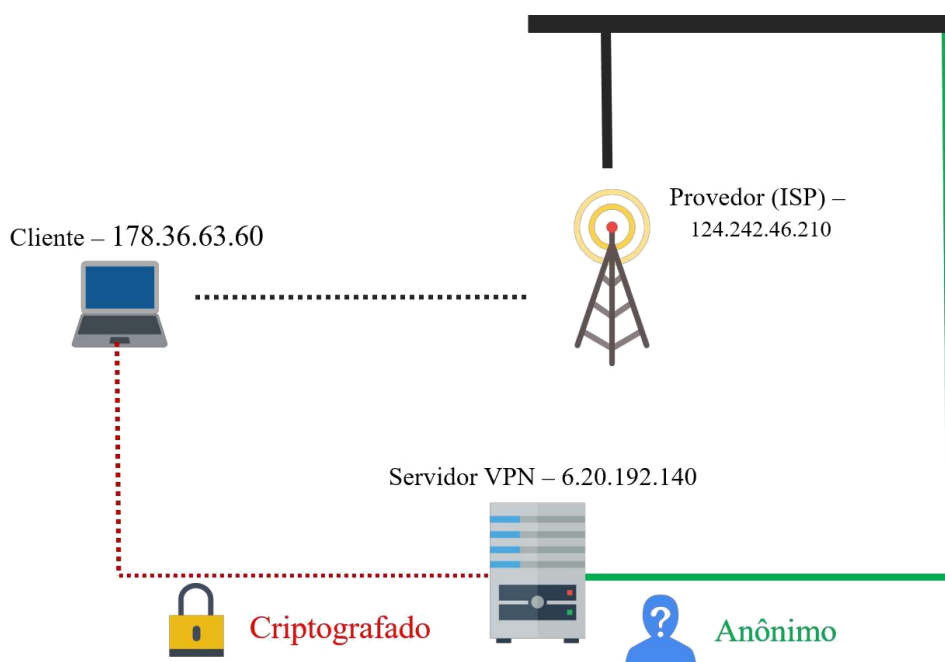 Provedor (ISP) –
124.242.46.210
Cliente – 178.36.63.60
Servidor VPN – 6.20.192.140
Criptografado
?
Anônimo